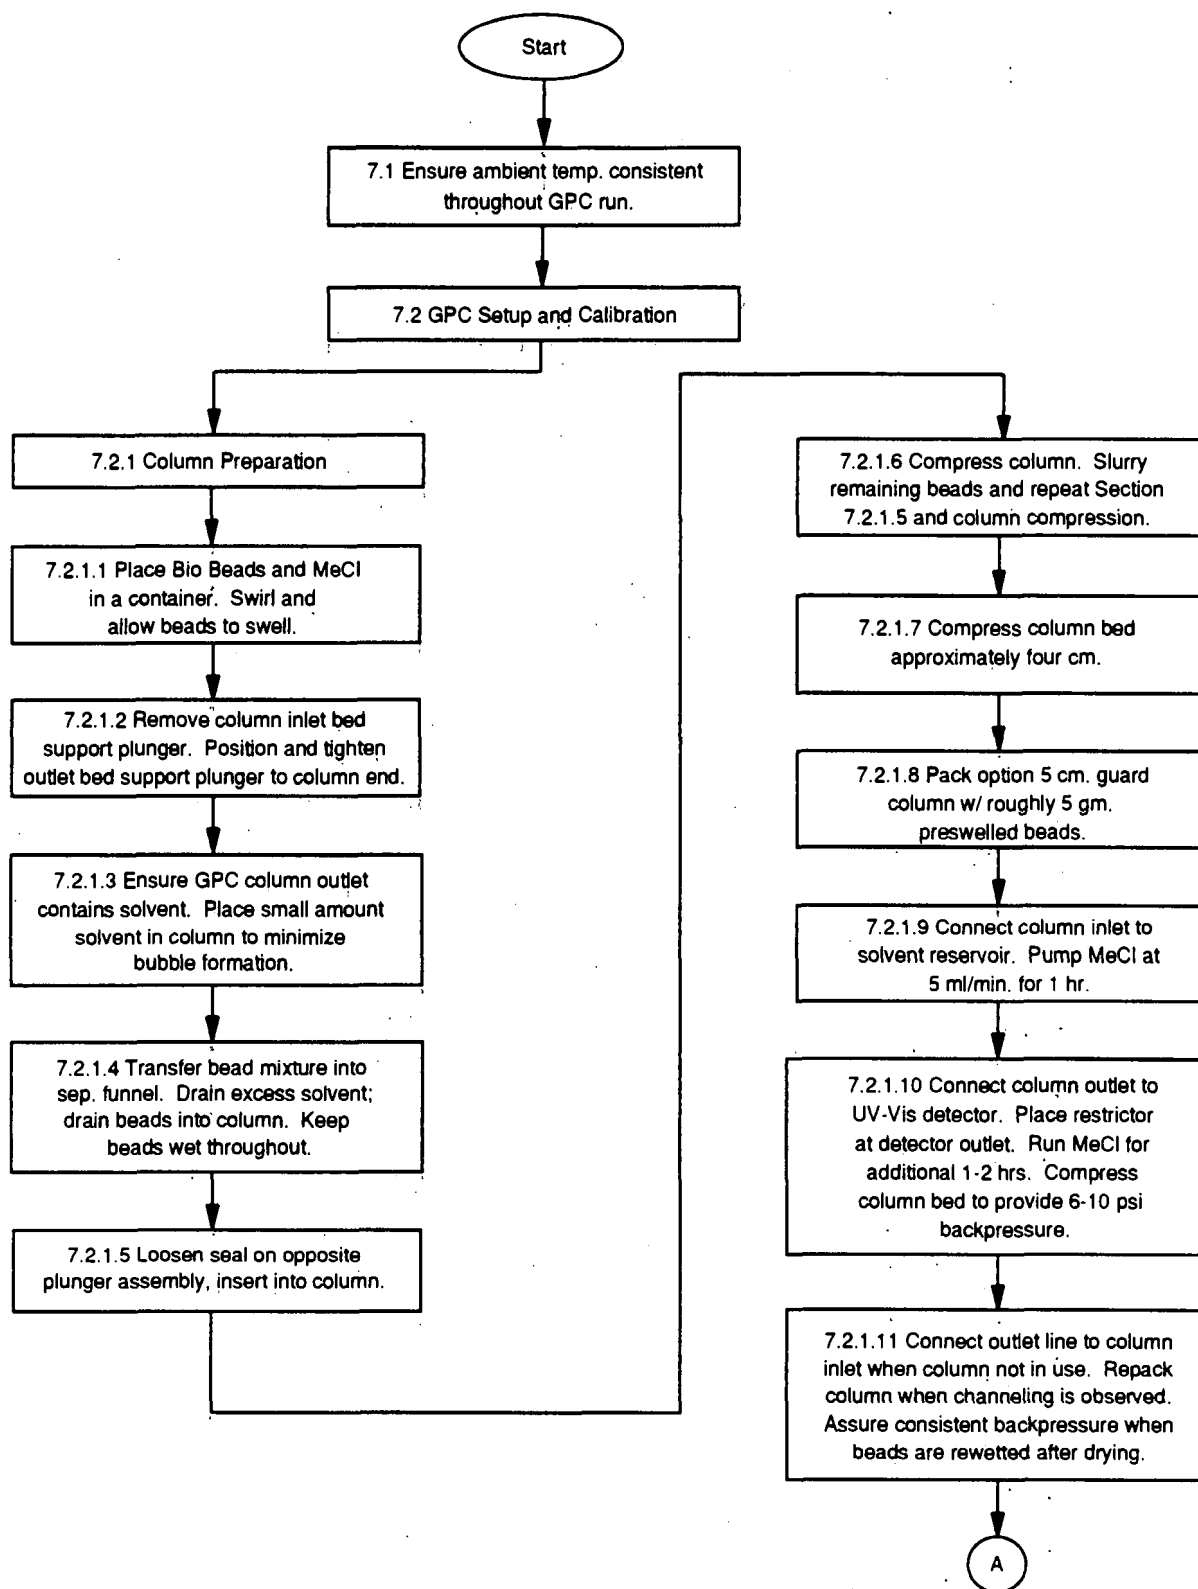 Start
7.1 Ensure ambient temp. consistent
throughout GPC run.
7.2 GPC Setup and Calibration
7.2.1 Column Preparation
7.2.1.1 Place Bio Beads and MeCl
in a container. Swirl and
allow beads to swell.
7.2.1.2 Remove column inlet bed
support plunger. Position and tighten
outlet bed support plunger to column end.
7.2.1.3 Ensure GPC column outlet
contains solvent. Place small amount
solvent in column to minimize
bubble formation.
7.2.1.4 Transfer bead mixture into
sep. funnel. Drain excess solvent;
drain beads into column. Keep
beads wet throughout.
7.2.1.5 Loosen seal on opposite
plunger assembly, insert into column.
7.2.1.6 Compress column. Slurry
remaining beads and repeat Section
7.2.1.5 and column compression.
7.2.1.7 Compress column bed
approximately four cm.
7.2.1.8 Pack option 5 cm. guard
column w/ roughly 5 gm.
preswelled beads.
7.2.1.9 Connect column inlet to
solvent reservoir. Pump MeCl at
5 ml/min. for 1 hr.
7.2.1.10 Connect column outlet to
UV-Vis detector. Place restrictor
at detector outlet. Run MeCl for
additional 1-2 hrs. Compress
column bed to provide 6-10 psi
backpressure.
7.2.1.11 Connect outlet line to column
inlet when column not in use. Repack
column when channeling is observed.
Assure consistent backpressure when
beads are rewetted after drying.
A